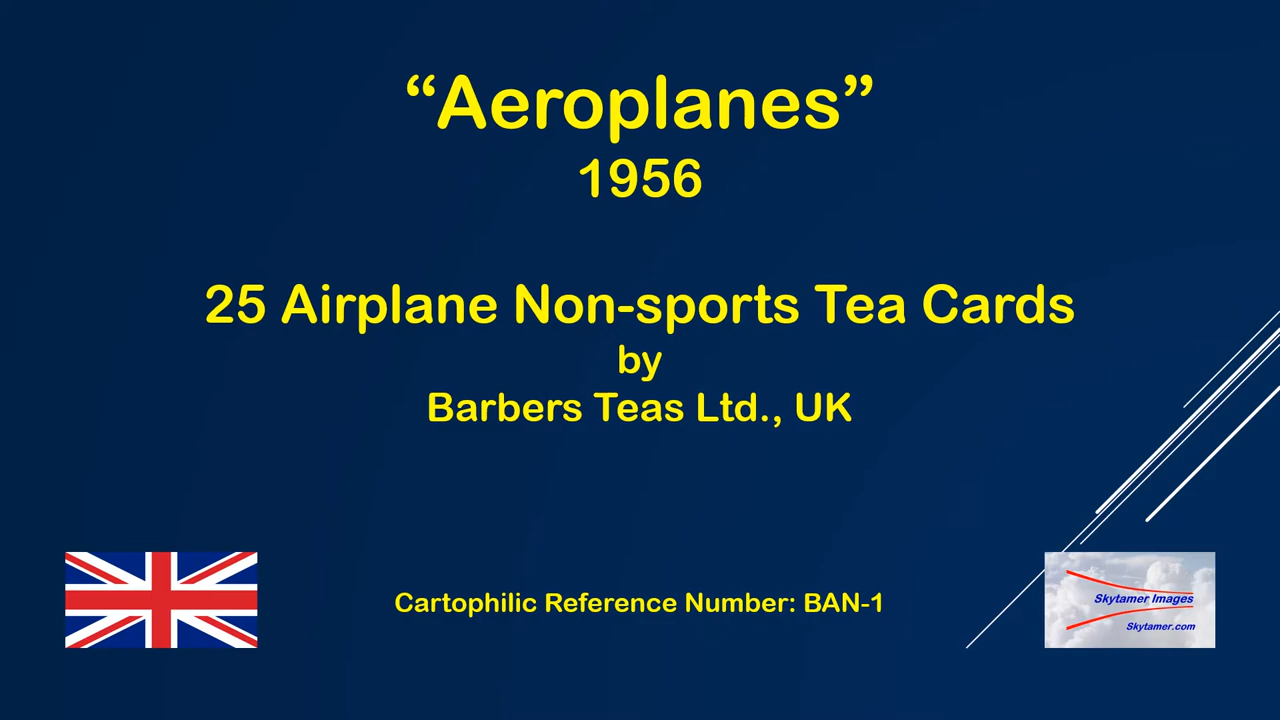 “Aeroplanes”
1956
25 Airplane Non-sports Tea Cards
by
Barbers Teas Ltd., UK
Cartophilic Reference Number: BAN-1
Skytamer Images
Skytamer.com